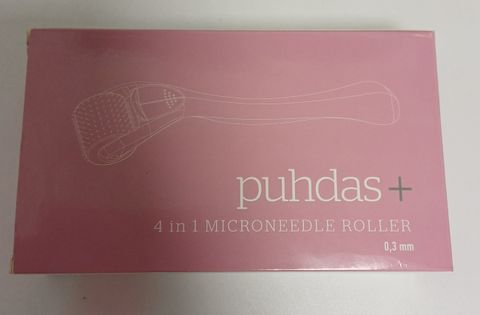 puhdas+
4 in 1 MICRONEEDLE ROLLER
0,3 mm